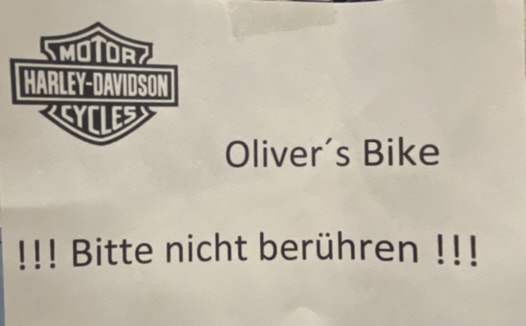 MOTOR
HARLEY-DAVIDSON
CYCLES
Oliver´s Bike
!!! Bitte nicht berühren !!!